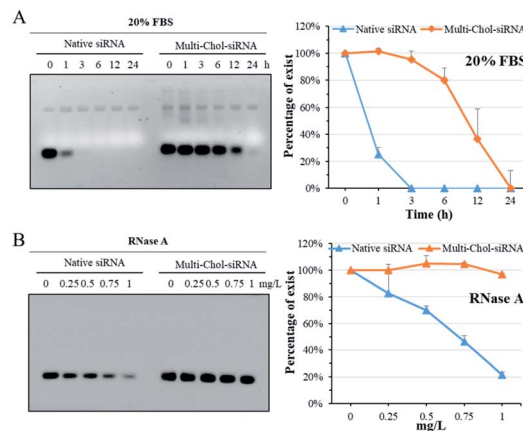 A
20% FBS
Native siRNA
Multi-Chol-siRNA
0 1 3 6 12 24
0 1 3 6 12 24 h
Native siRNA
Multi-Chol-siRNA
120%
100%
80%
60%
40%
20%
0%
Percentage of exist
20% FBS
0 1 3 6 12 24
Time (h)
B
RNase A
Native siRNA
Multi-Chol-siRNA
0 0.25 0.5 0.75 1
0 0.25 0.5 0.75 1 mg/L
Native siRNA
Multi-Chol-siRNA
120%
100%
80%
60%
40%
20%
0%
Percentage of exist
RNase A
0 0.25 0.5 0.75 1
mg/L